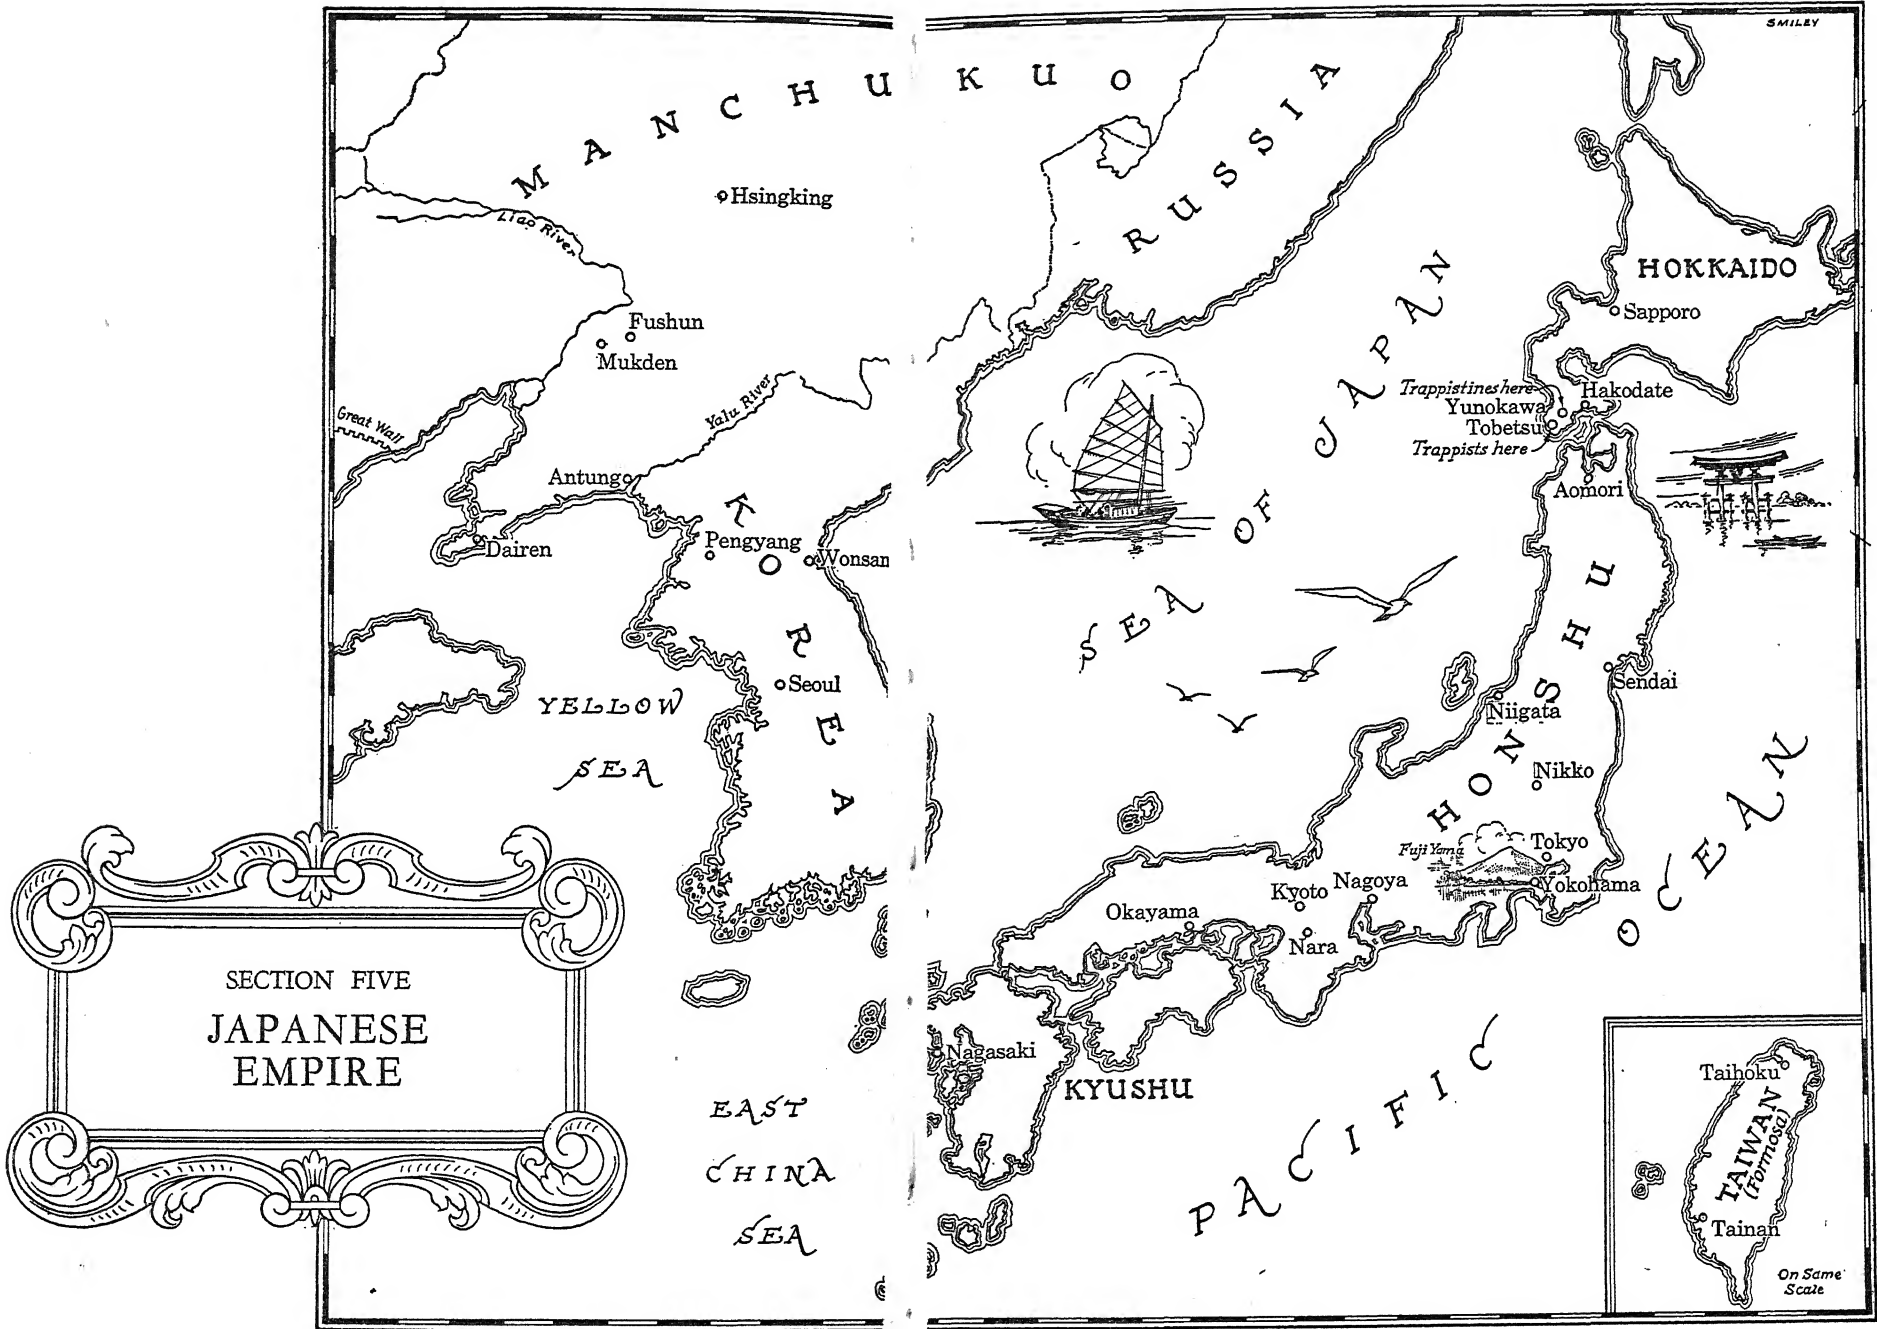 SMILEY
MANCHUKUO
RUSSIA
Hsingking
Liao River
HOKKAIDO
SEA OF JAPAN
Sapporo
Fushun
Mukden
Yalu River
Great Wall
Trappistines here
Hakodate
Yunokawa
Tobetsu
Trappists here
Antung
Aomori
KOREA
Dairen
Pengyang
Wonsan
HONSHU
Seoul
Sendai
YELLOW
SEA
Niigata
Nikko
Fuji Yama
Tokyo
Yokohama
Kyoto
Nagoya
Okayama
Nara
PACIFIC OCEAN
SECTION FIVE
JAPANESE
EMPIRE
Nagasaki
KYUSHU
EAST
CHINA
SEA
Taihoku
TAIWAN
(Formosa)
Tainan
On Same
Scale